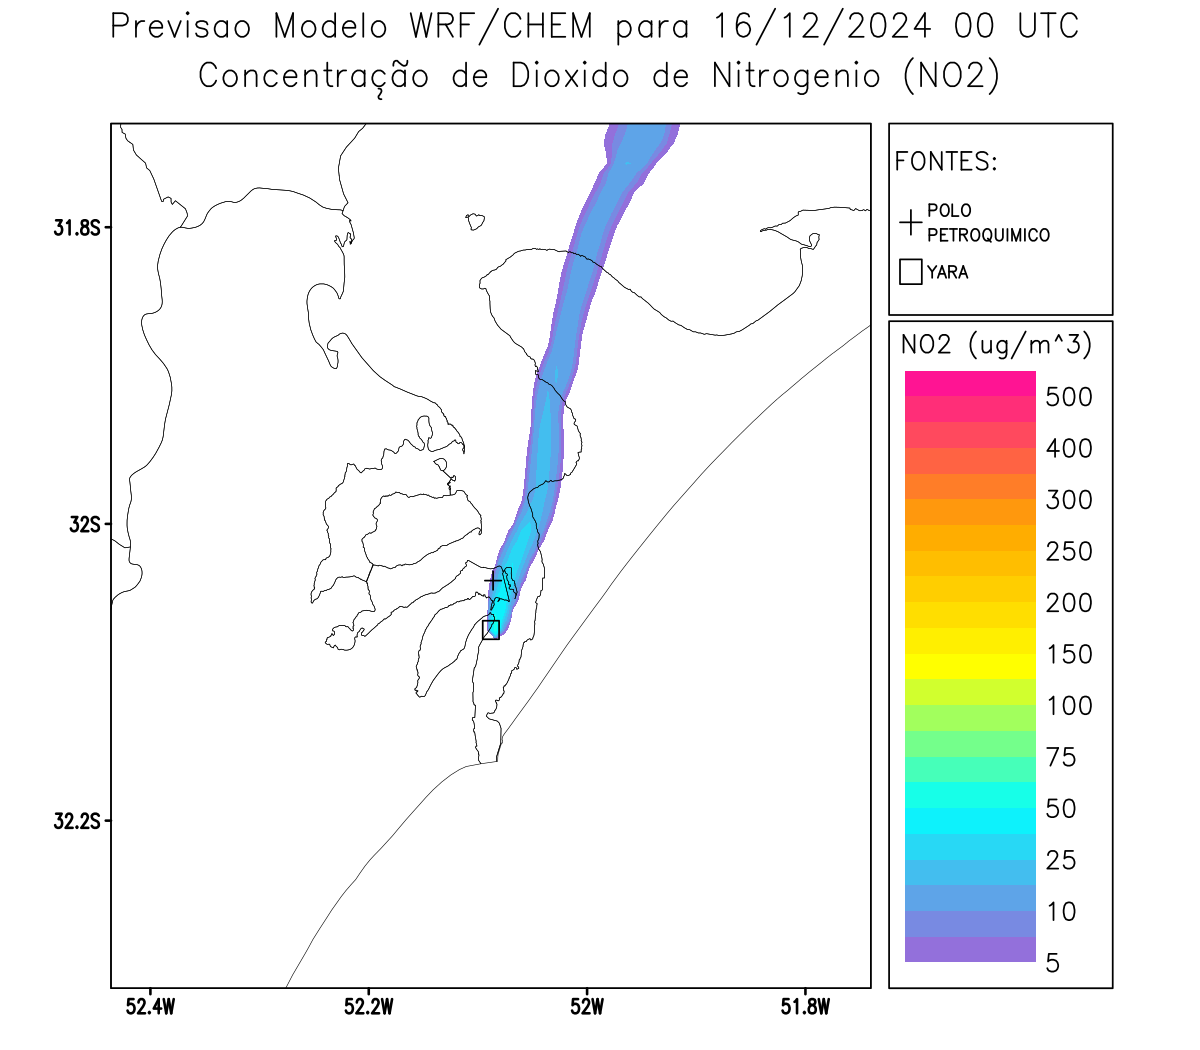 Previsao Modelo WRF/CHEM para 16/12/2024 00 UTC
Concentração de Dioxido de Nitrogenio (NO2)
FONTES:
POLO
PETROQUIMICO
YARA
NO2 (ug/m^3)
500
400
300
250
200
150
100
75
50
25
10
5
31.8S
32S
32.2S
52.4W
52.2W
52W
51.8W